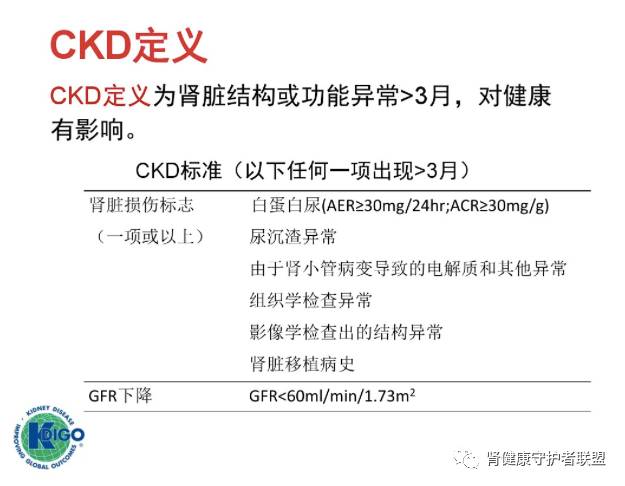 CKD定义
CKD定义为肾脏结构或功能异常>3月，对健康
有影响。
CKD标准（以下任何一项出现>3月）
肾脏损伤标志 白蛋白尿(AER≥30mg/24hr;ACR≥30mg/g)
（一项或以上） 尿沉渣异常
由于肾小管病变导致的电解质和其他异常
组织学检查异常
影像学检查出的结构异常
肾脏移植病史
GFR下降 GFR<60ml/min/1.73m²
KIDNEY DISEASE
KDIGO
IMPROVING GLOBAL OUTCOMES
肾健康守护者联盟